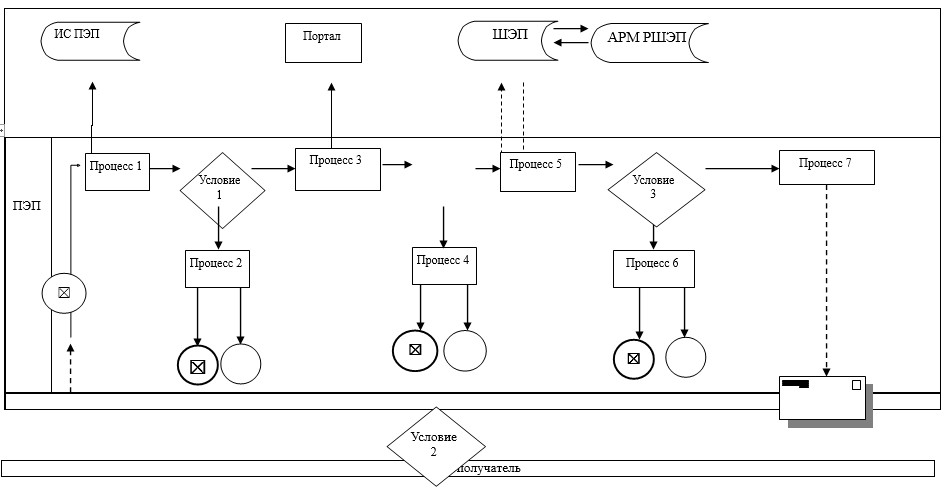 ИС ПЭП
Портал
ШЭП
АРМ РШЭП
Процесс 1
Условие
1
Процесс 3
Процесс 5
Условие
3
Процесс 7
ПЭП
Процесс 2
Процесс 4
Процесс 6
Условие
2
получатель